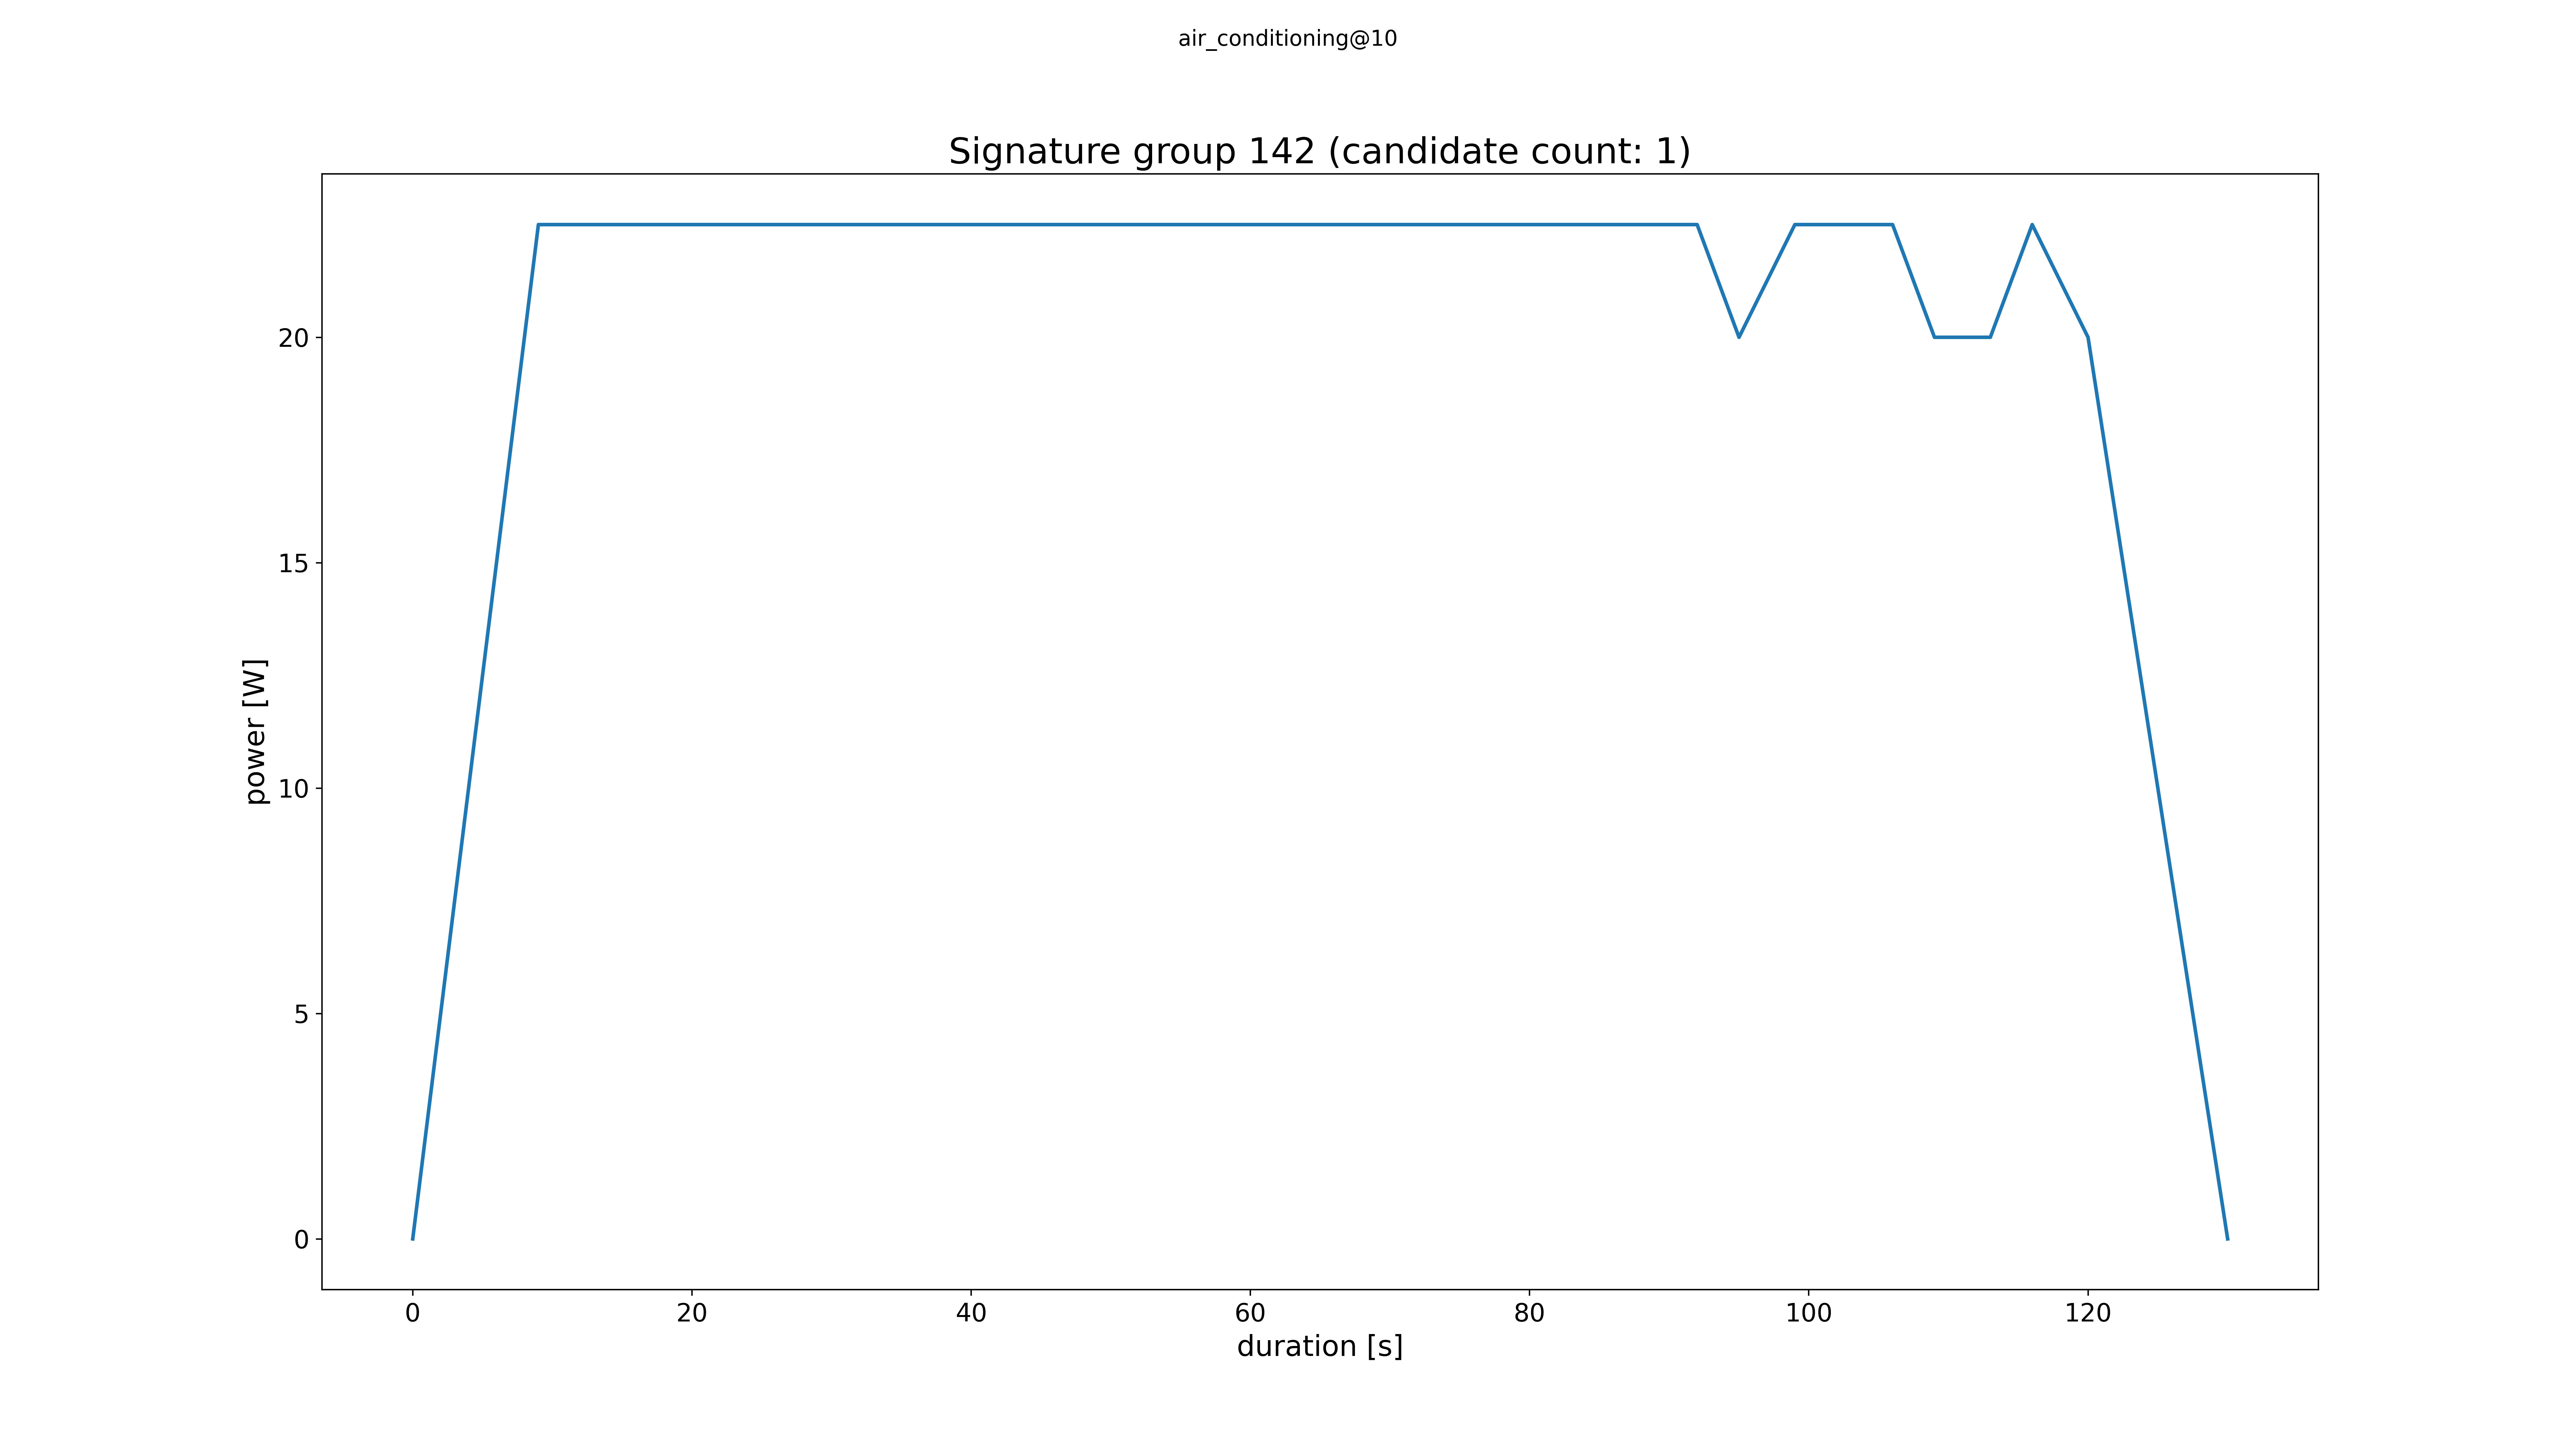 air_conditioning@10
Signature group 142 (candidate count: 1)
power [W]
20
15
10
5
0
0 20 40 60 80 100 120
duration [s]